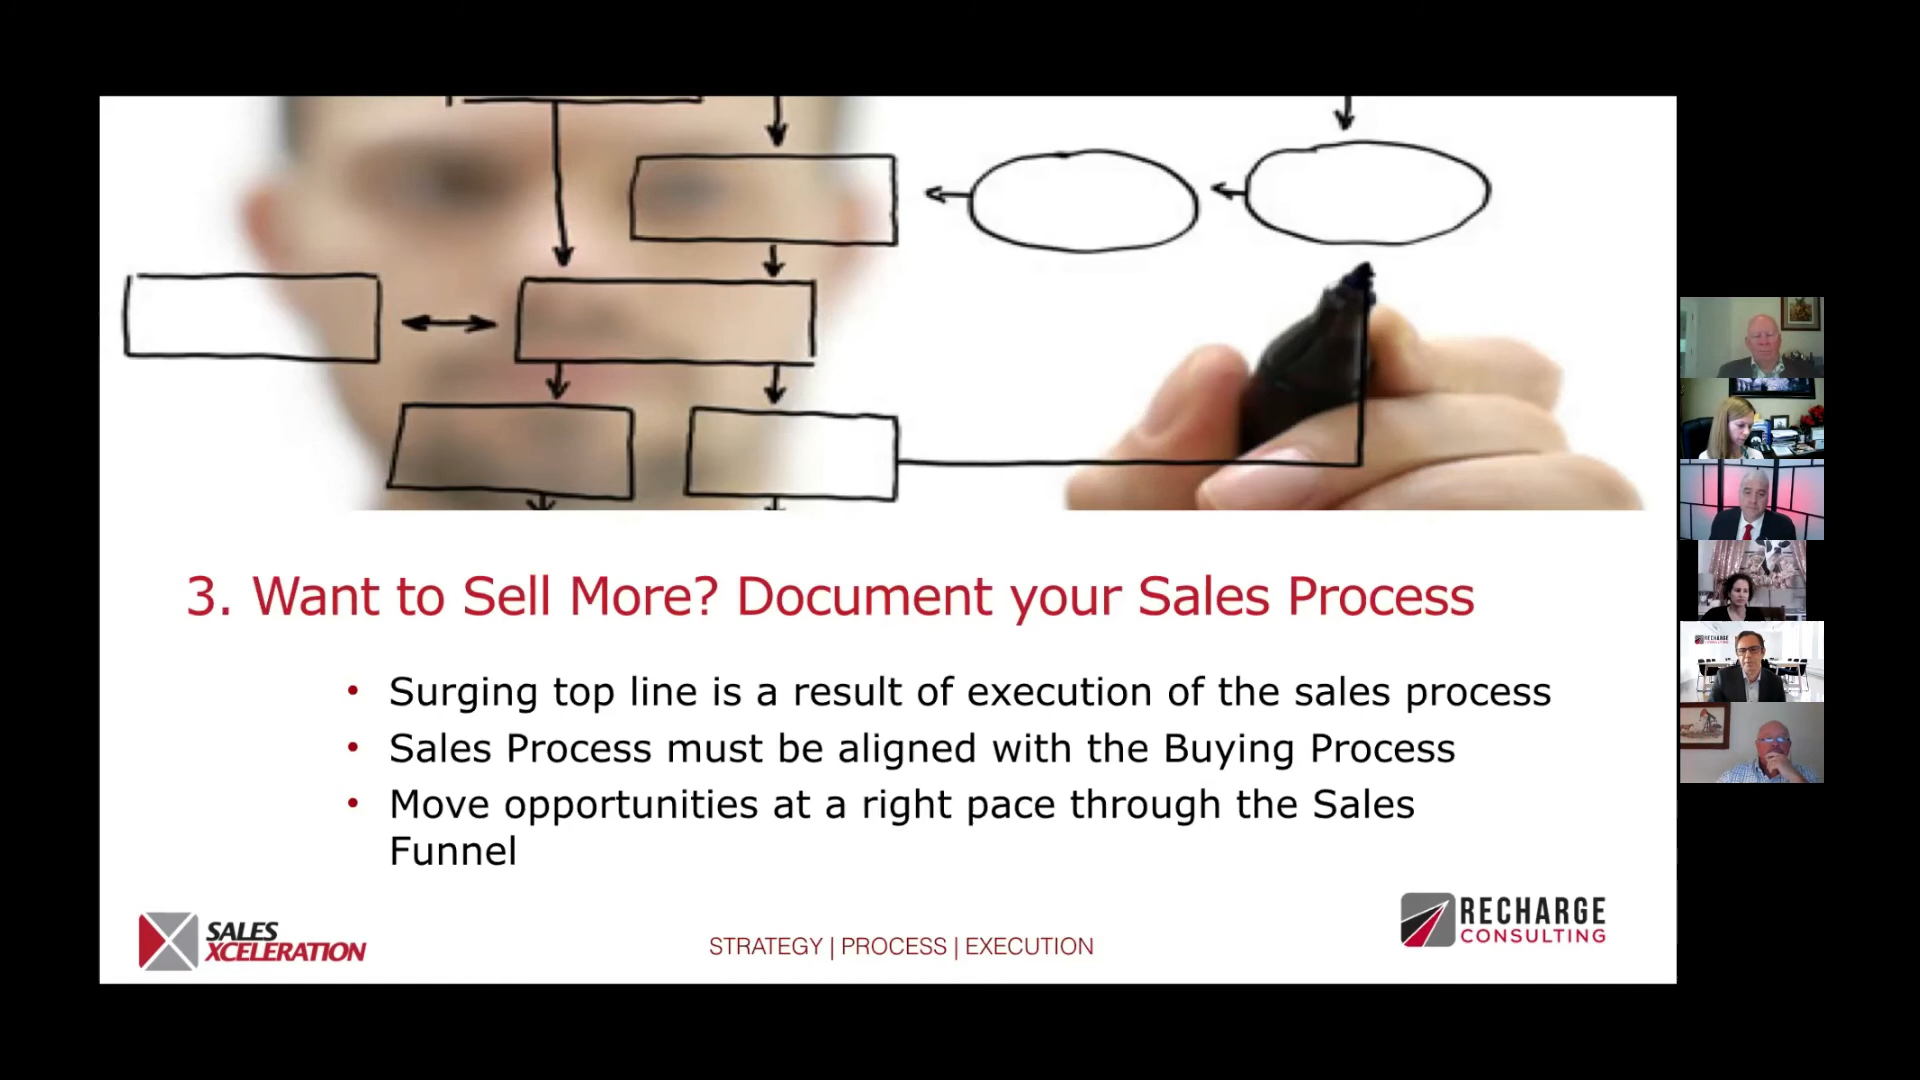 3. Want to Sell More? Document your Sales Process
• Surging top line is a result of execution of the sales process
• Sales Process must be aligned with the Buying Process
• Move opportunities at a right pace through the Sales
Funnel
SALES
XCELERATION
STRATEGY | PROCESS | EXECUTION
RECHARGE
CONSULTING
RECHARGE
CONSULTING